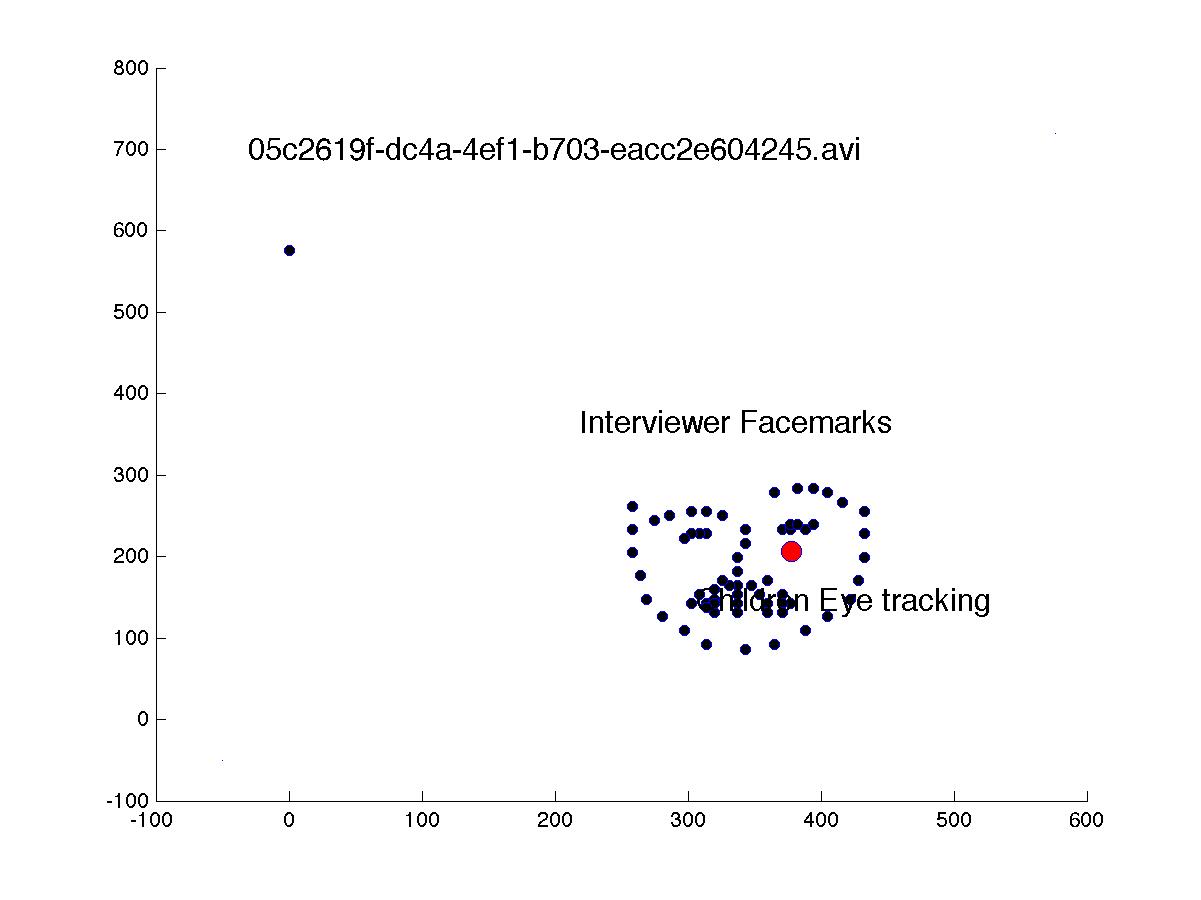 800
700
05c2619f-dc4a-4ef1-b703-eacc2e604245.avi
600
500
400
Interviewer Facemarks
300
200
Children Eye tracking
100
0
-100
-100 0 100 200 300 400 500 600